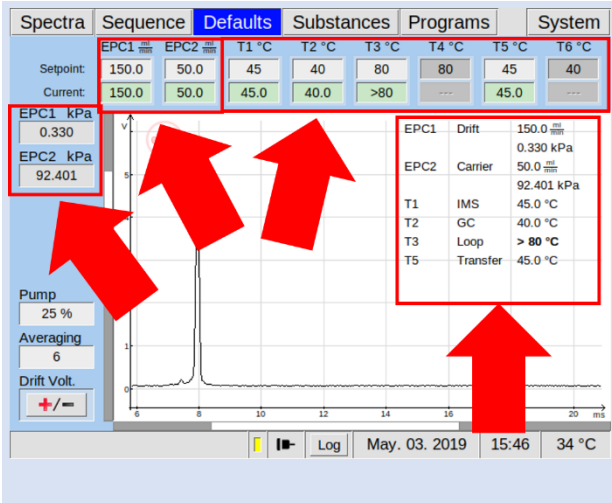 Spectra Sequence Defaults Substances Programs System
EPC1 ml/min EPC2 ml/min T1 °C T2 °C T3 °C T4 °C T5 °C T6 °C
Setpoint: 150.0 50.0 45 40 80 80 45 40
Current: 150.0 50.0 45.0 40.0 >80 --- 45.0 ---
EPC1 kPa
0.330
EPC2 kPa
92.401
Pump
25 %
Averaging
6
Drift Volt.
+/−
V
5
1
0
6 8 10 12 14 16 20 ms
EPC1 Drift 150.0 ml/min
0.330 kPa
EPC2 Carrier 50.0 ml/min
92.401 kPa
T1 IMS 45.0 °C
T2 GC 40.0 °C
T3 Loop > 80 °C
T5 Transfer 45.0 °C
Log May. 03. 2019 15:46 34 °C